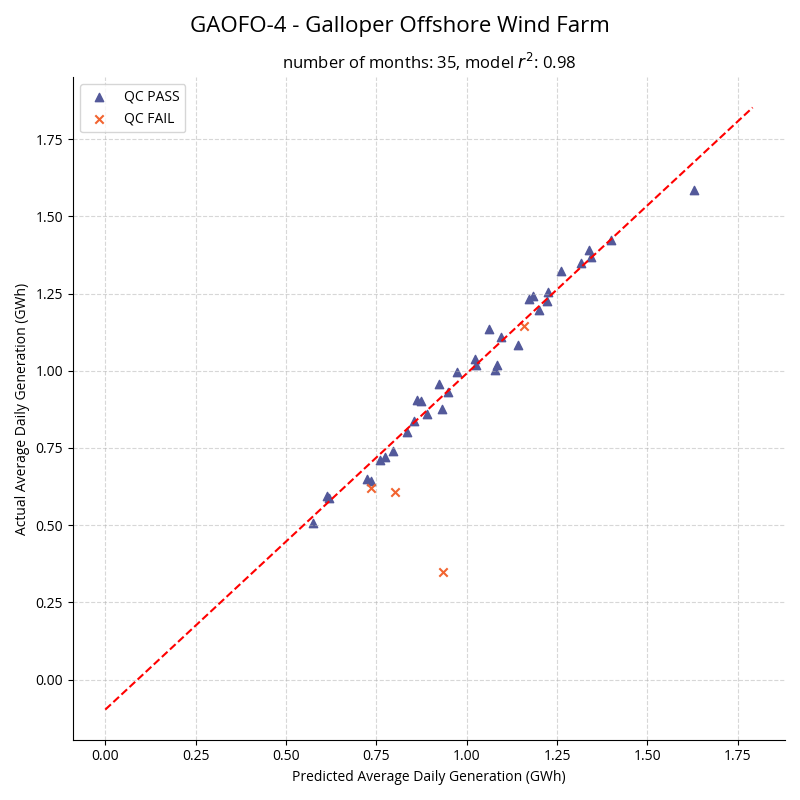 GAOFO-4 - Galloper Offshore Wind Farm
number of months: 35, model r²: 0.98
QC PASS
QC FAIL
1.75
1.50
1.25
1.00
0.75
0.50
0.25
0.00
Actual Average Daily Generation (GWh)
0.00 0.25 0.50 0.75 1.00 1.25 1.50 1.75
Predicted Average Daily Generation (GWh)